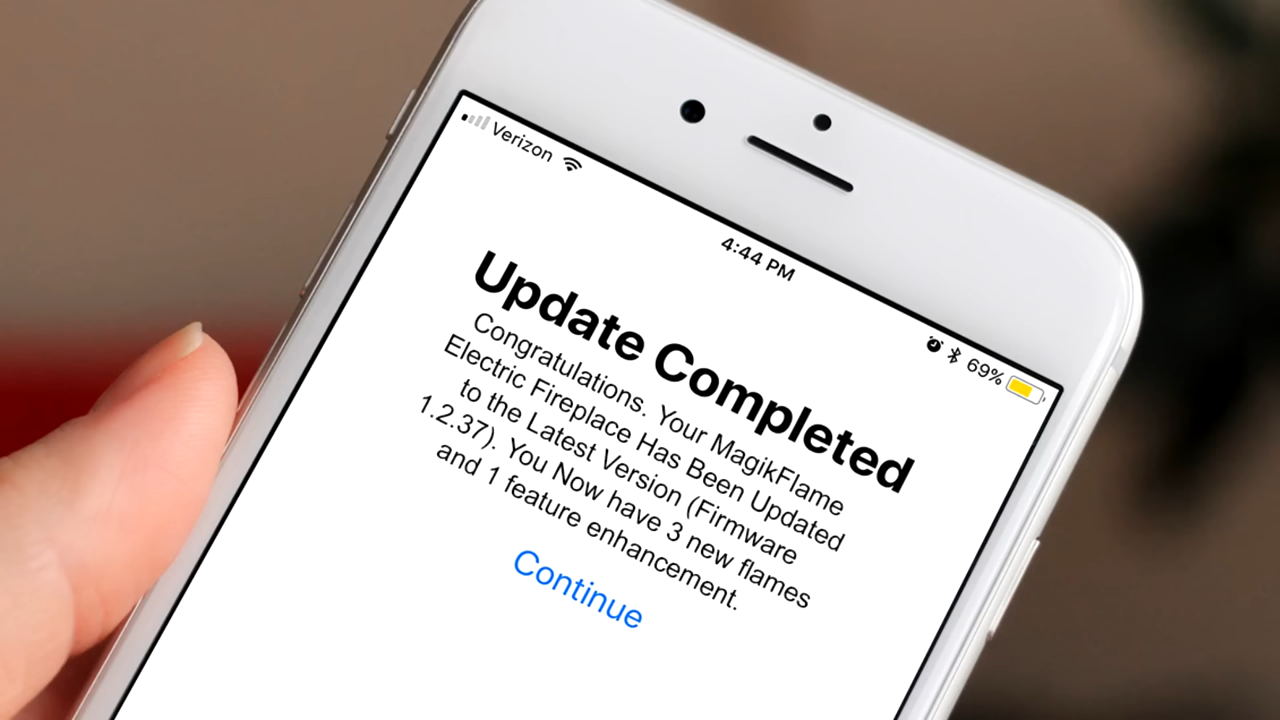 Verizon
4:44 PM
69%
Update Completed
Congratulations. Your MagikFlame
Electric Fireplace Has Been Updated
to the Latest Version (Firmware
1.2.37). You Now have 3 new flames
and 1 feature enhancement.
Continue